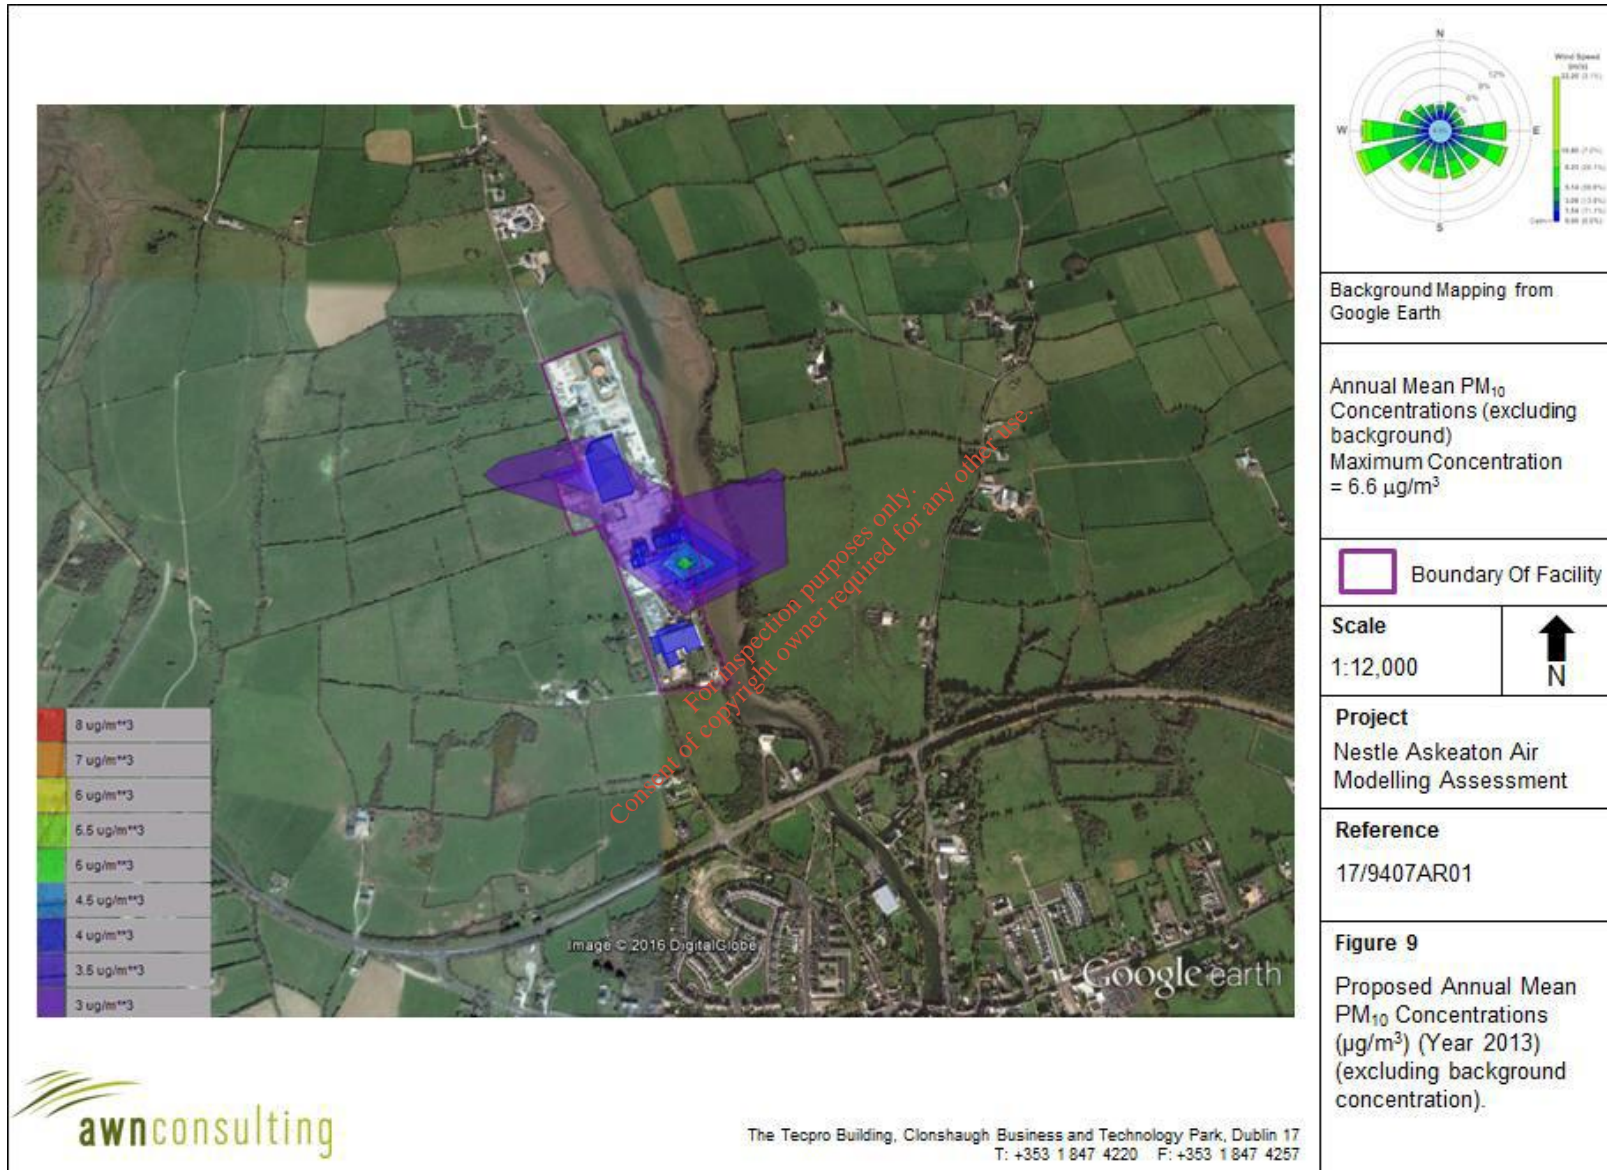 N
W
E
S
12%
9%
6%
Wind Speed
Background Mapping from
Google Earth
Annual Mean PM₁₀
Concentrations (excluding
background)
Maximum Concentration
= 6.6 µg/m³
Boundary Of Facility
Scale
1:12,000
N
Project
Nestle Askeaton Air
Modelling Assessment
Reference
17/9407AR01
Figure 9
Proposed Annual Mean
PM₁₀ Concentrations
(µg/m³) (Year 2013)
(excluding background
concentration).
For inspection purposes only.
Consent of copyright owner required for any other use.
8 ug/m**3
7 ug/m**3
6 ug/m**3
5.5 ug/m**3
5 ug/m**3
4.5 ug/m**3
4 ug/m**3
3.5 ug/m**3
3 ug/m**3
Image © 2016 DigitalGlobe
Google earth
awnconsulting
The Tecpro Building, Clonshaugh Business and Technology Park, Dublin 17
T: +353 1 847 4220 F: +353 1 847 4257